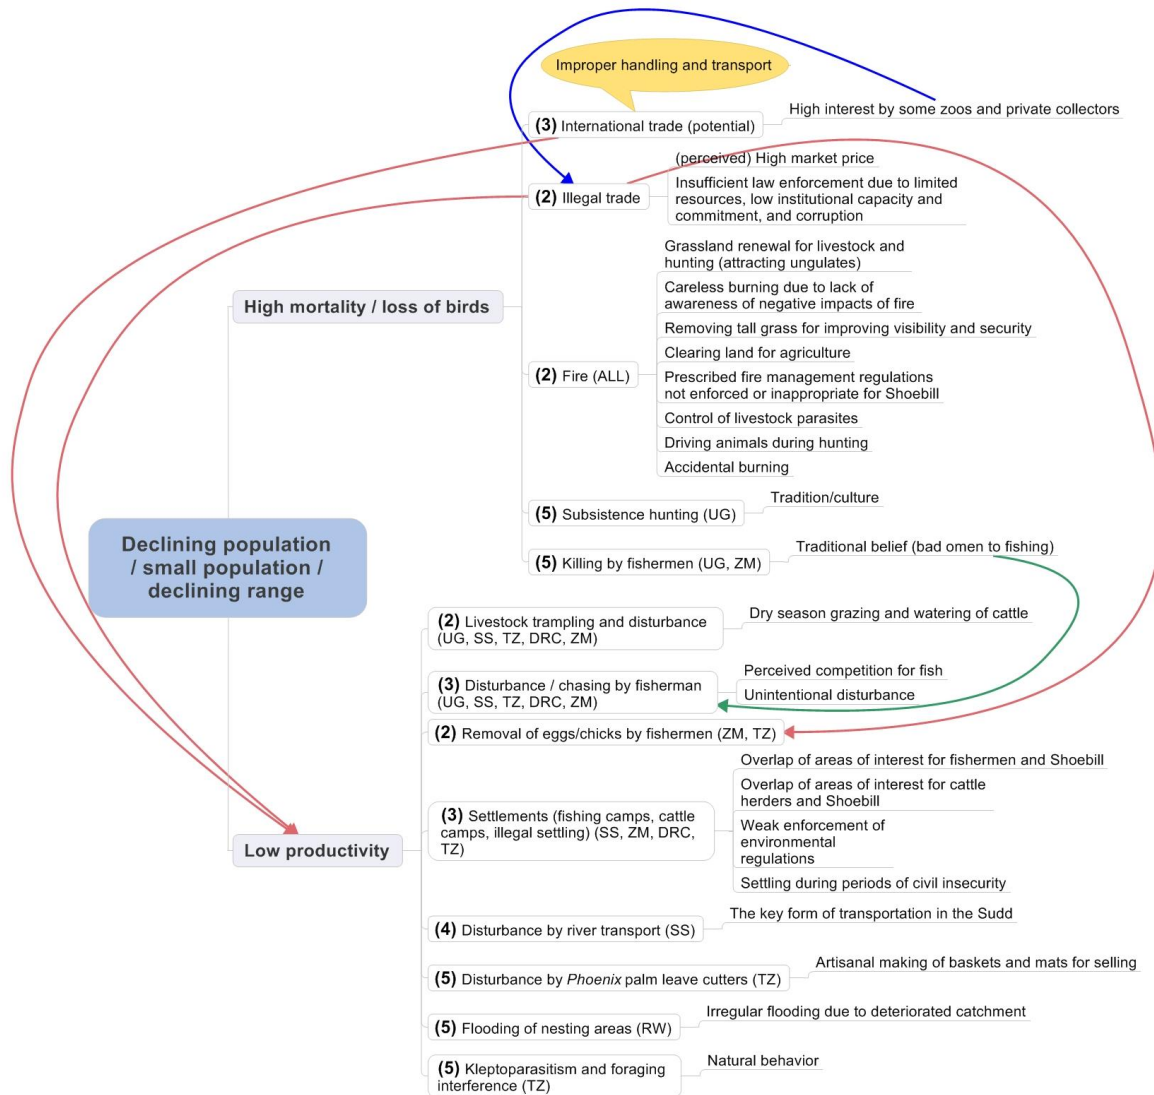 Improper handling and transport
(3) International trade (potential)
High interest by some zoos and private collectors
(2) Illegal trade
(perceived) High market price
Insufficient law enforcement due to limited
resources, low institutional capacity and
commitment, and corruption
High mortality / loss of birds
(2) Fire (ALL)
Grassland renewal for livestock and
hunting (attracting ungulates)
Careless burning due to lack of
awareness of negative impacts of fire
Removing tall grass for improving visibility and security
Clearing land for agriculture
Prescribed fire management regulations
not enforced or inappropriate for Shoebill
Control of livestock parasites
Driving animals during hunting
Accidental burning
(5) Subsistence hunting (UG)
Tradition/culture
(5) Killing by fishermen (UG, ZM)
Traditional belief (bad omen to fishing)
Declining population
/ small population /
declining range
(2) Livestock trampling and disturbance
(UG, SS, TZ, DRC, ZM)
Dry season grazing and watering of cattle
(3) Disturbance / chasing by fisherman
(UG, SS, TZ, DRC, ZM)
Perceived competition for fish
Unintentional disturbance
(2) Removal of eggs/chicks by fishermen (ZM, TZ)
Low productivity
(3) Settlements (fishing camps, cattle
camps, illegal settling) (SS, ZM, DRC,
TZ)
Overlap of areas of interest for fishermen and Shoebill
Overlap of areas of interest for cattle
herders and Shoebill
Weak enforcement of
environmental
regulations
Settling during periods of civil insecurity
(4) Disturbance by river transport (SS)
The key form of transportation in the Sudd
(5) Disturbance by Phoenix palm leave cutters (TZ)
Artisanal making of baskets and mats for selling
(5) Flooding of nesting areas (RW)
Irregular flooding due to deteriorated catchment
(5) Kleptoparasitism and foraging
interference (TZ)
Natural behavior